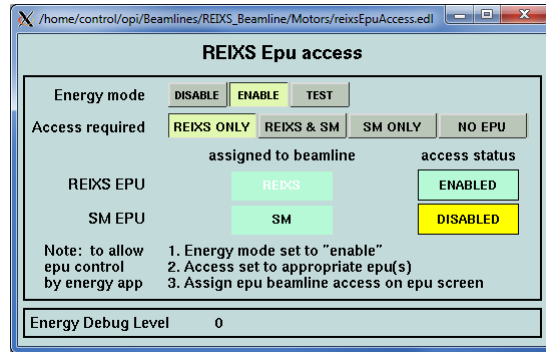 /home/control/opi/Beamlines/REIXS_Beamline/Motors/reixsEpuAccess.edl
REIXS Epu access
Energy mode DISABLE ENABLE TEST
Access required REIXS ONLY REIXS & SM SM ONLY NO EPU
assigned to beamline access status
REIXS EPU REIXS ENABLED
SM EPU SM DISABLED
Note: to allow 1. Energy mode set to "enable"
epu control 2. Access set to appropriate epu(s)
by energy app 3. Assign epu beamline access on epu screen
Energy Debug Level 0